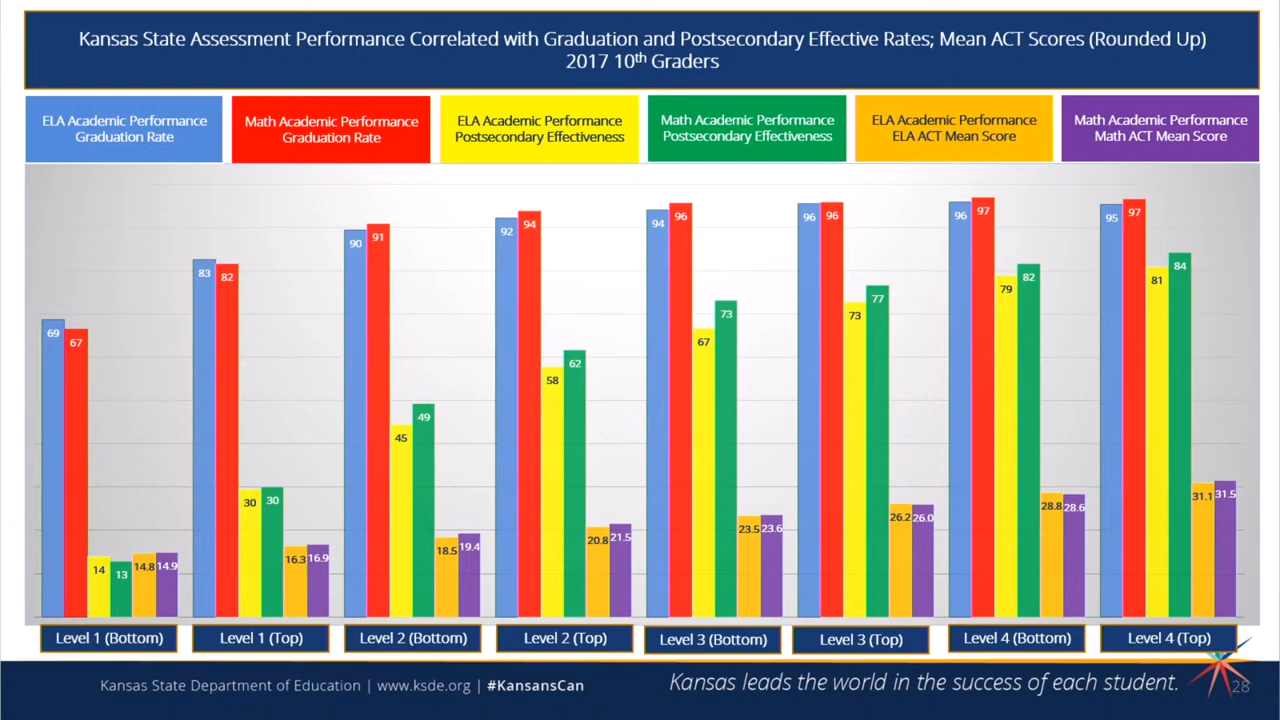 Kansas State Assessment Performance Correlated with Graduation and Postsecondary Effective Rates; Mean ACT Scores (Rounded Up)
2017 10th Graders
ELA Academic Performance
Graduation Rate
Math Academic Performance
Graduation Rate
ELA Academic Performance
Postsecondary Effectiveness
Math Academic Performance
Postsecondary Effectiveness
ELA Academic Performance
ELA ACT Mean Score
Math Academic Performance
Math ACT Mean Score
69 67 14 13 14.8 14.9
83 82 30 30 16.3 16.9
90 91 45 49 18.5 19.4
92 94 58 62 20.8 21.5
94 96 67 73 23.5 23.6
96 96 73 77 26.2 26.0
96 97 79 82 28.8 28.6
95 97 81 84 31.1 31.5
Level 1 (Bottom)
Level 1 (Top)
Level 2 (Bottom)
Level 2 (Top)
Level 3 (Bottom)
Level 3 (Top)
Level 4 (Bottom)
Level 4 (Top)
Kansas State Department of Education | www.ksde.org | #KansansCan
Kansas leads the world in the success of each student.
28